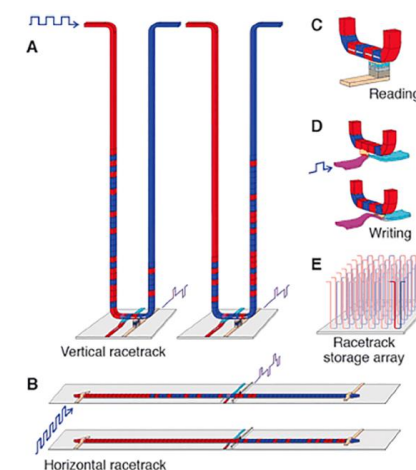 A
Vertical racetrack
B
Horizontal racetrack
C
Reading
D
Writing
E
Racetrack
storage array